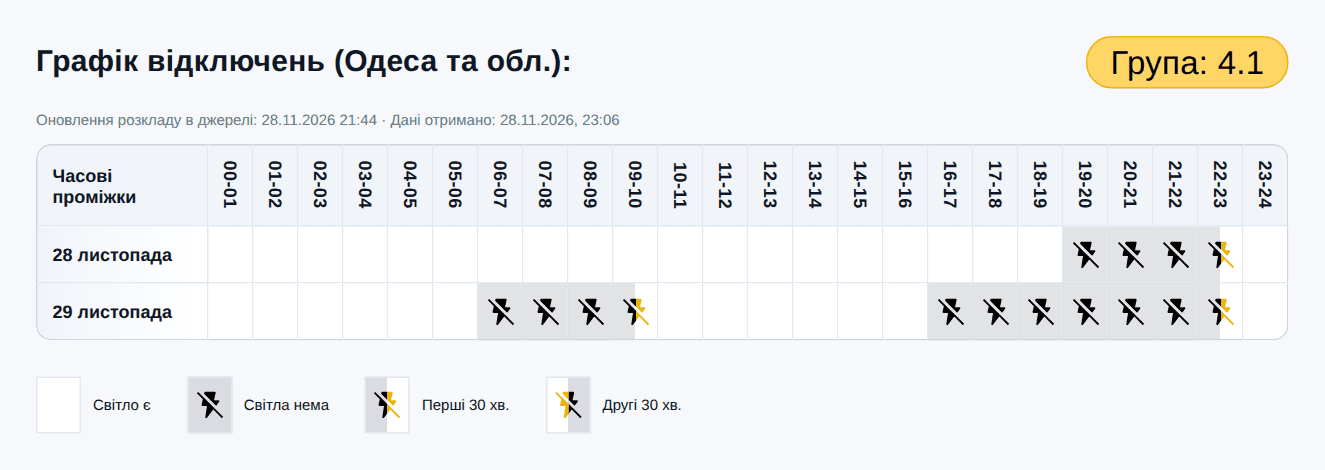 Графік відключень (Одеса та обл.):
Група: 4.1
Оновлення розкладу в джерелі: 28.11.2026 21:44 · Дані отримано: 28.11.2026, 23:06
Часові
проміжки
00-01
01-02
02-03
03-04
04-05
05-06
06-07
07-08
08-09
09-10
10-11
11-12
12-13
13-14
14-15
15-16
16-17
17-18
18-19
19-20
20-21
21-22
22-23
23-24
28 листопада
29 листопада
Світло є
Світла нема
Перші 30 хв.
Другі 30 хв.